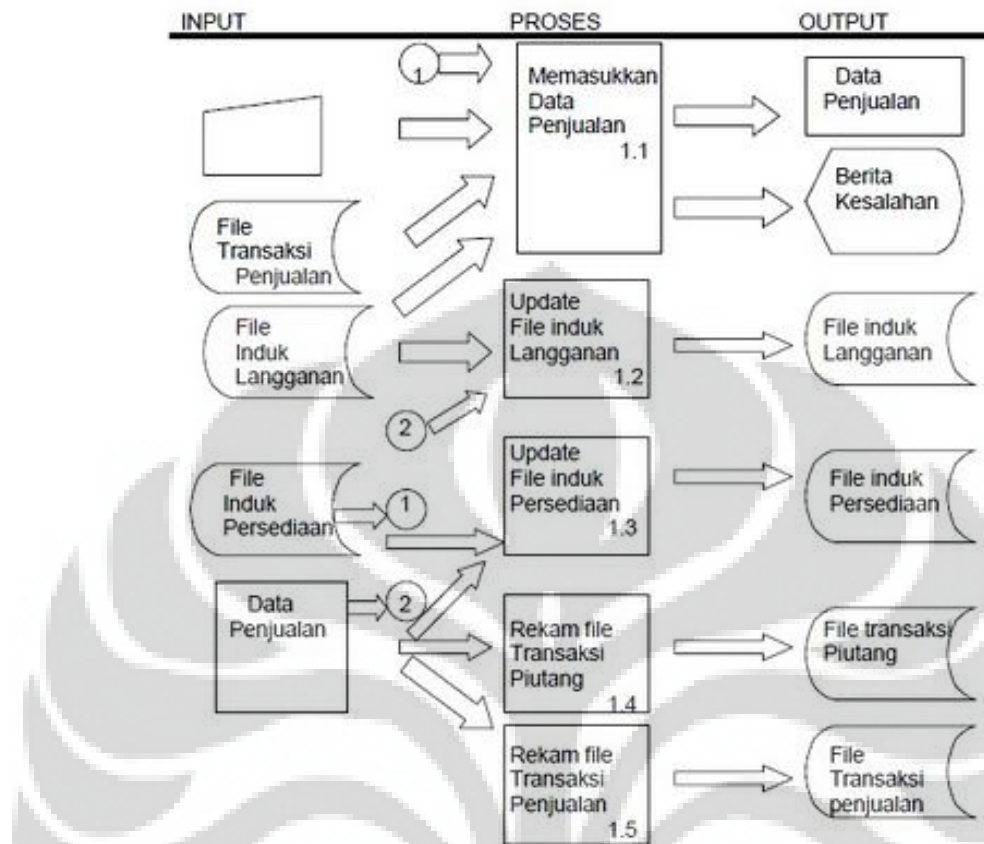 INPUT PROSES OUTPUT
1
Memasukkan
Data
Penjualan
1.1
Data
Penjualan
Berita
Kesalahan
File
Transaksi
Penjualan
File
Induk
Langganan
Update
File induk
Langganan
1.2
File induk
Langganan
2
File
Induk
Persediaan
1
Update
File induk
Persediaan
1.3
File induk
Persediaan
Data
Penjualan
2
Rekam file
Transaksi
Piutang
1.4
File transaksi
Piutang
Rekam file
Transaksi
Penjualan
1.5
File
Transaksi
penjualan